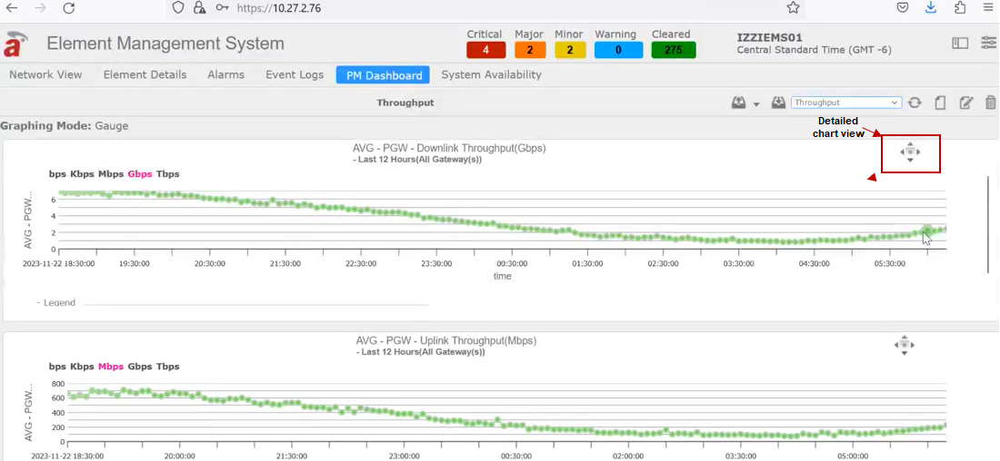 https://10.27.2.76
a
Element Management System
Critical Major Minor Warning Cleared
4 2 2 0 275
IZZIEMS01
Central Standard Time (GMT -6)
Network View Element Details Alarms Event Logs PM Dashboard System Availability
Throughput
Throughput
Graphing Mode: Gauge
Detailed
chart view
AVG - PGW - Downlink Throughput(Gbps)
- Last 12 Hours(All Gateway(s))
bps Kbps Mbps Gbps Tbps
AVG - PGW...
6
4
2
0
2023-11-22 18:30:00 19:30:00 20:30:00 21:30:00 22:30:00 23:30:00 00:30:00 01:30:00 02:30:00 03:30:00 04:30:00 05:30:00
time
- Legend
AVG - PGW - Uplink Throughput(Mbps)
- Last 12 Hours(All Gateway(s))
bps Kbps Mbps Gbps Tbps
AVG - PGW...
800
600
400
200
0
2023-11-22 18:30:00 20:00:00 21:30:00 23:00:00 00:30:00 02:00:00 03:30:00 05:00:00